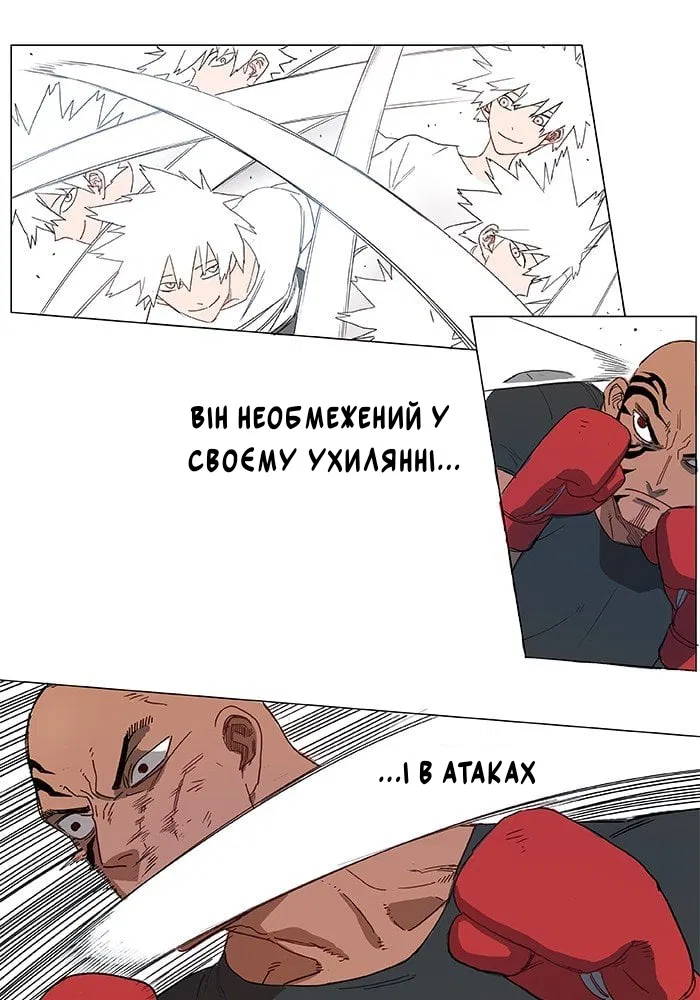 ВІН НЕОБМЕЖЕНИЙ У
СВОЄМУ УХИЛЯННІ...
...І В АТАКАХ